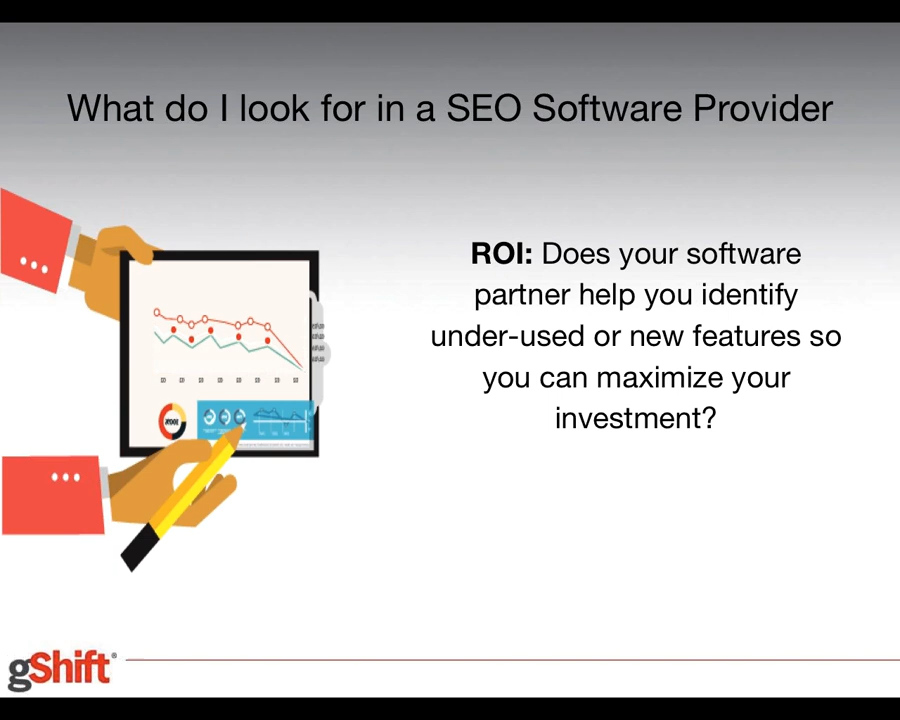 What do I look for in a SEO Software Provider
ROI: Does your software
partner help you identify
under-used or new features so
you can maximize your
investment?
gShift®